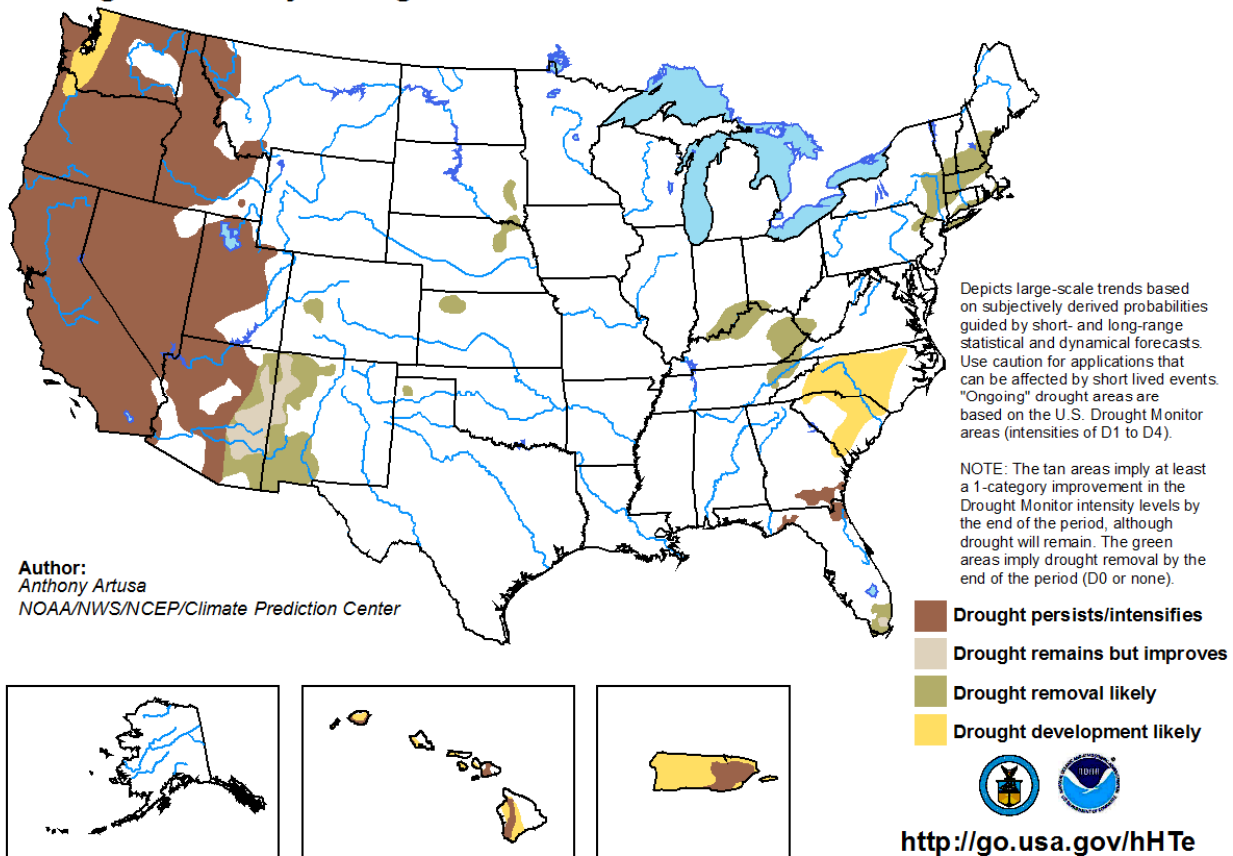 Depicts large-scale trends based
on subjectively derived probabilities
guided by short- and long-range
statistical and dynamical forecasts.
Use caution for applications that
can be affected by short lived events.
"Ongoing" drought areas are
based on the U.S. Drought Monitor
areas (intensities of D1 to D4).
NOTE: The tan areas imply at least
a 1-category improvement in the
Drought Monitor intensity levels by
the end of the period, although
drought will remain. The green
areas imply drought removal by the
end of the period (D0 or none).
Author:
Anthony Artusa
NOAA/NWS/NCEP/Climate Prediction Center
Drought persists/intensifies
Drought remains but improves
Drought removal likely
Drought development likely
http://go.usa.gov/hHTe